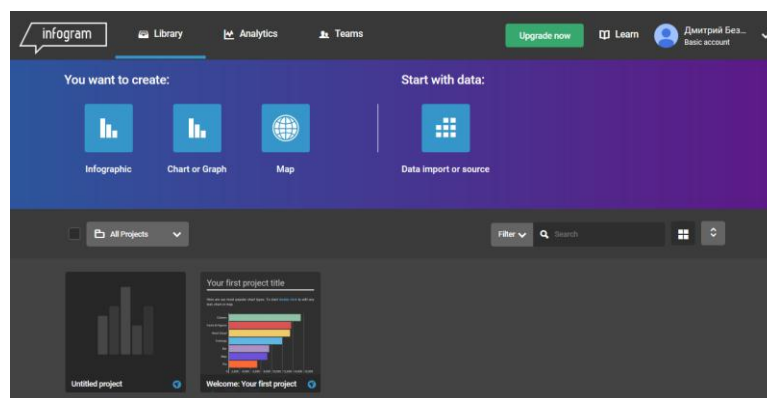 infogram
Library
Analytics
Teams
Upgrade now
Learn
Дмитрий Без...
Basic account
You want to create:
Start with data:
Infographic
Chart or Graph
Map
Data import or source
All Projects
Filter
Search
Your first project title
Untitled project
Welcome: Your first project